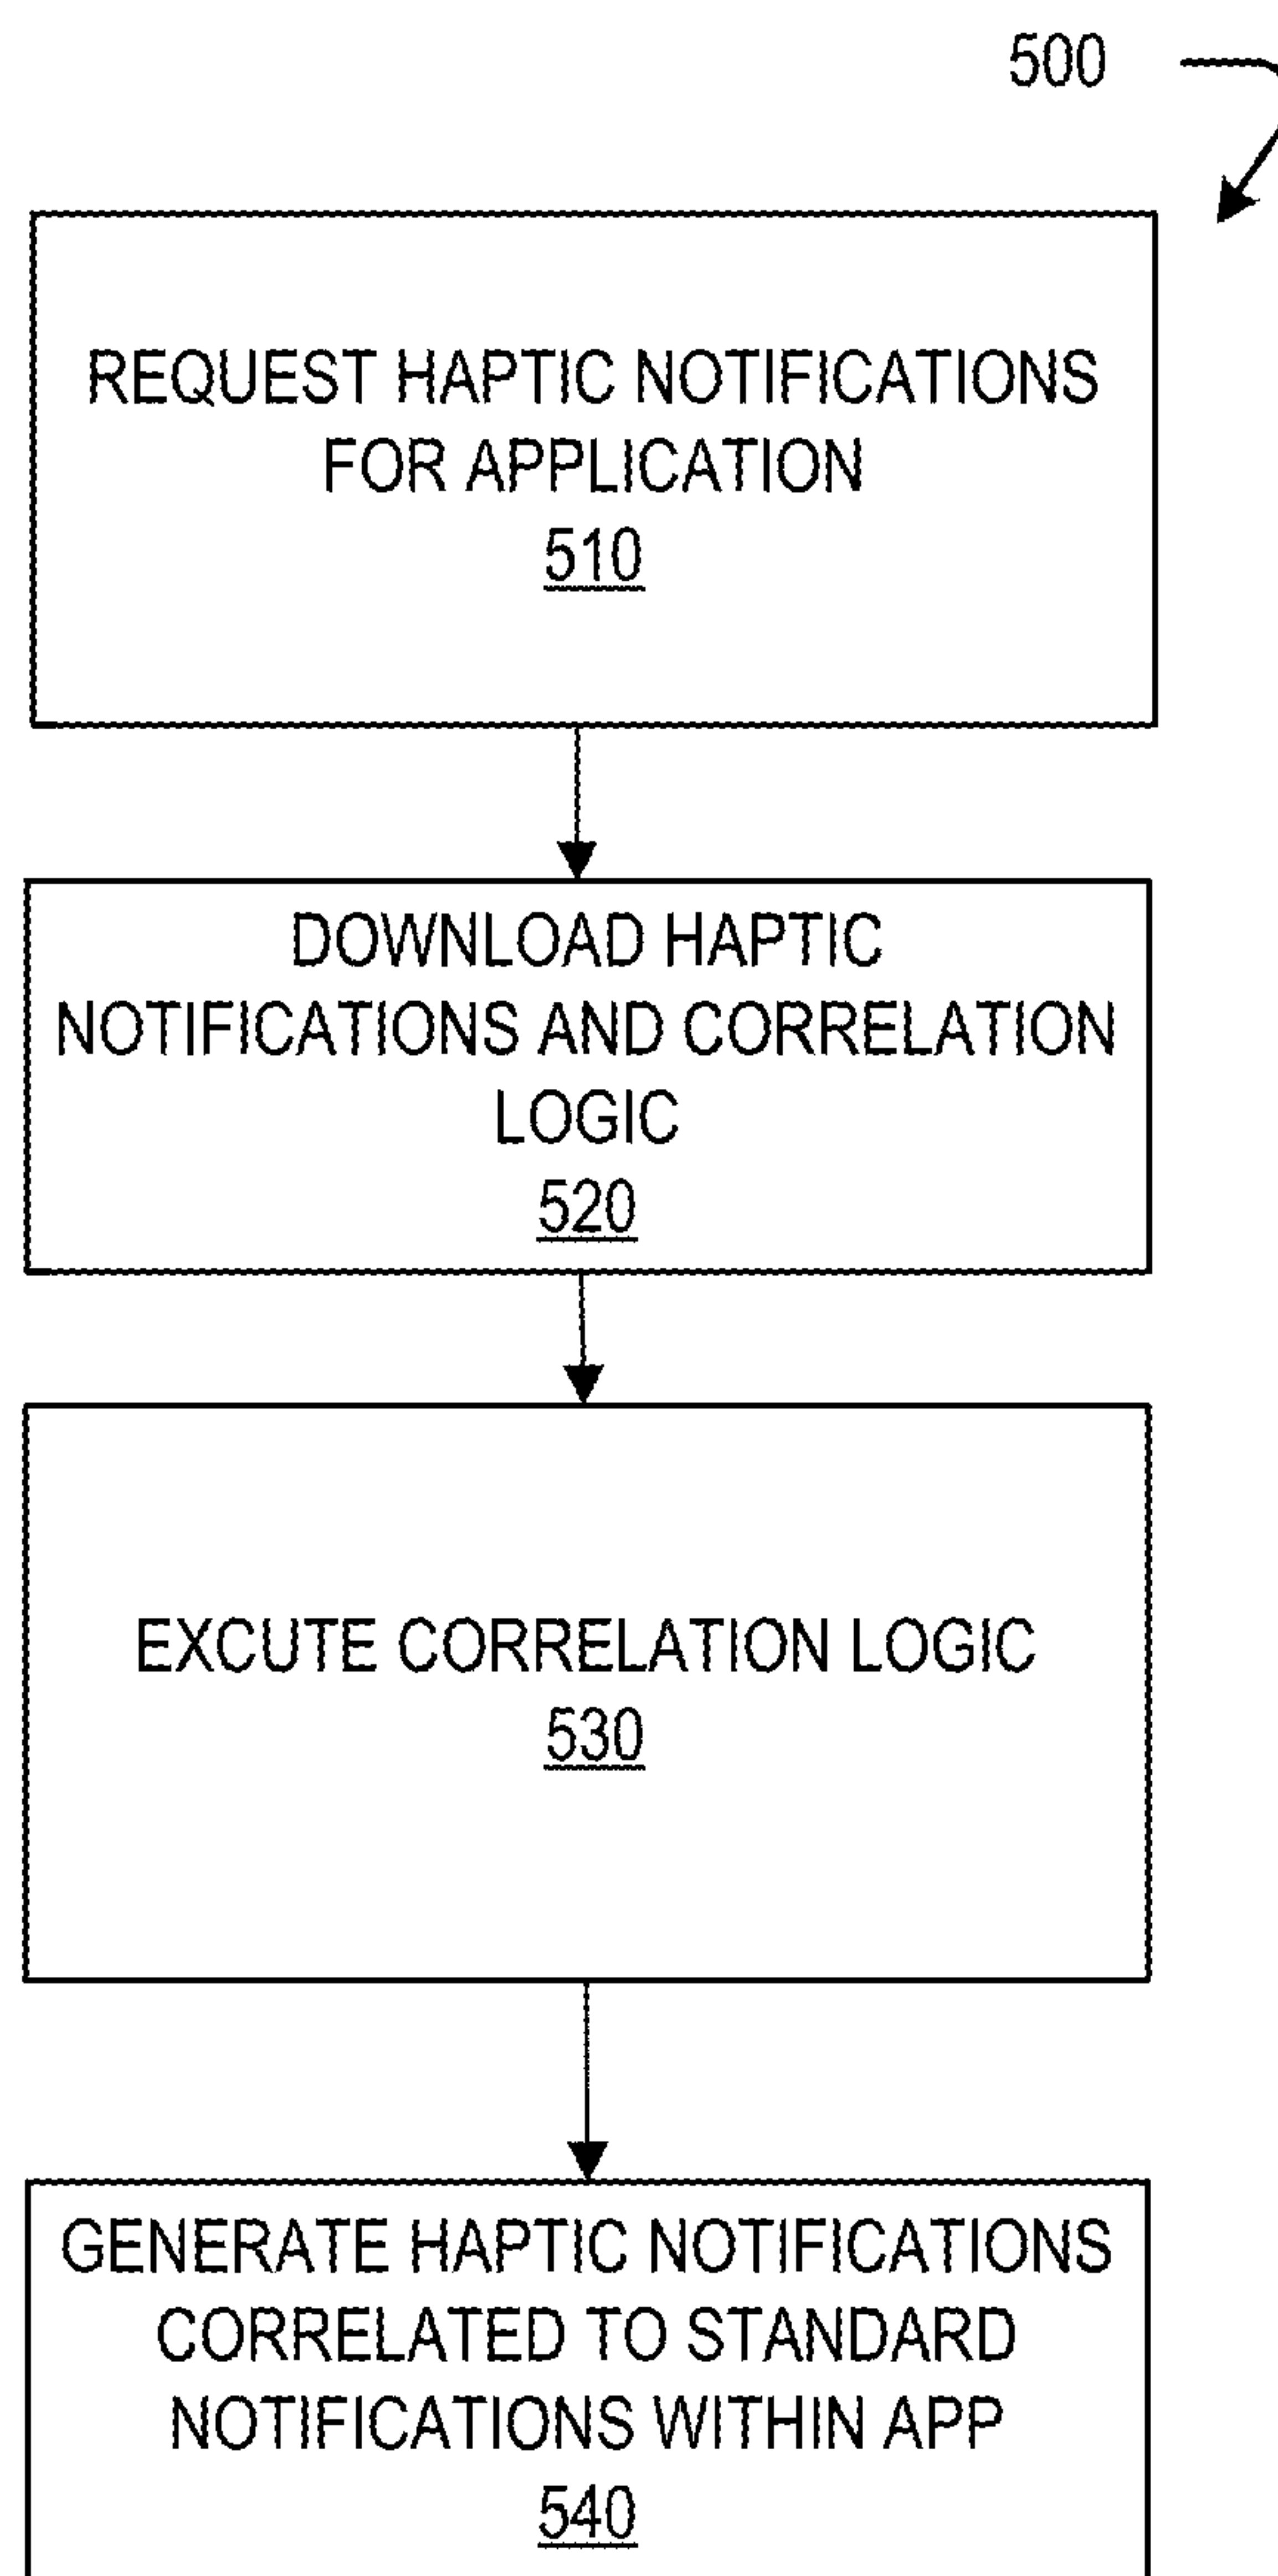 500
REQUEST HAPTIC NOTIFICATIONS
FOR APPLICATION
510
DOWNLOAD HAPTIC
NOTIFICATIONS AND CORRELATION
LOGIC
520
EXCUTE CORRELATION LOGIC
530
GENERATE HAPTIC NOTIFICATIONS
CORRELATED TO STANDARD
NOTIFICATIONS WITHIN APP
540